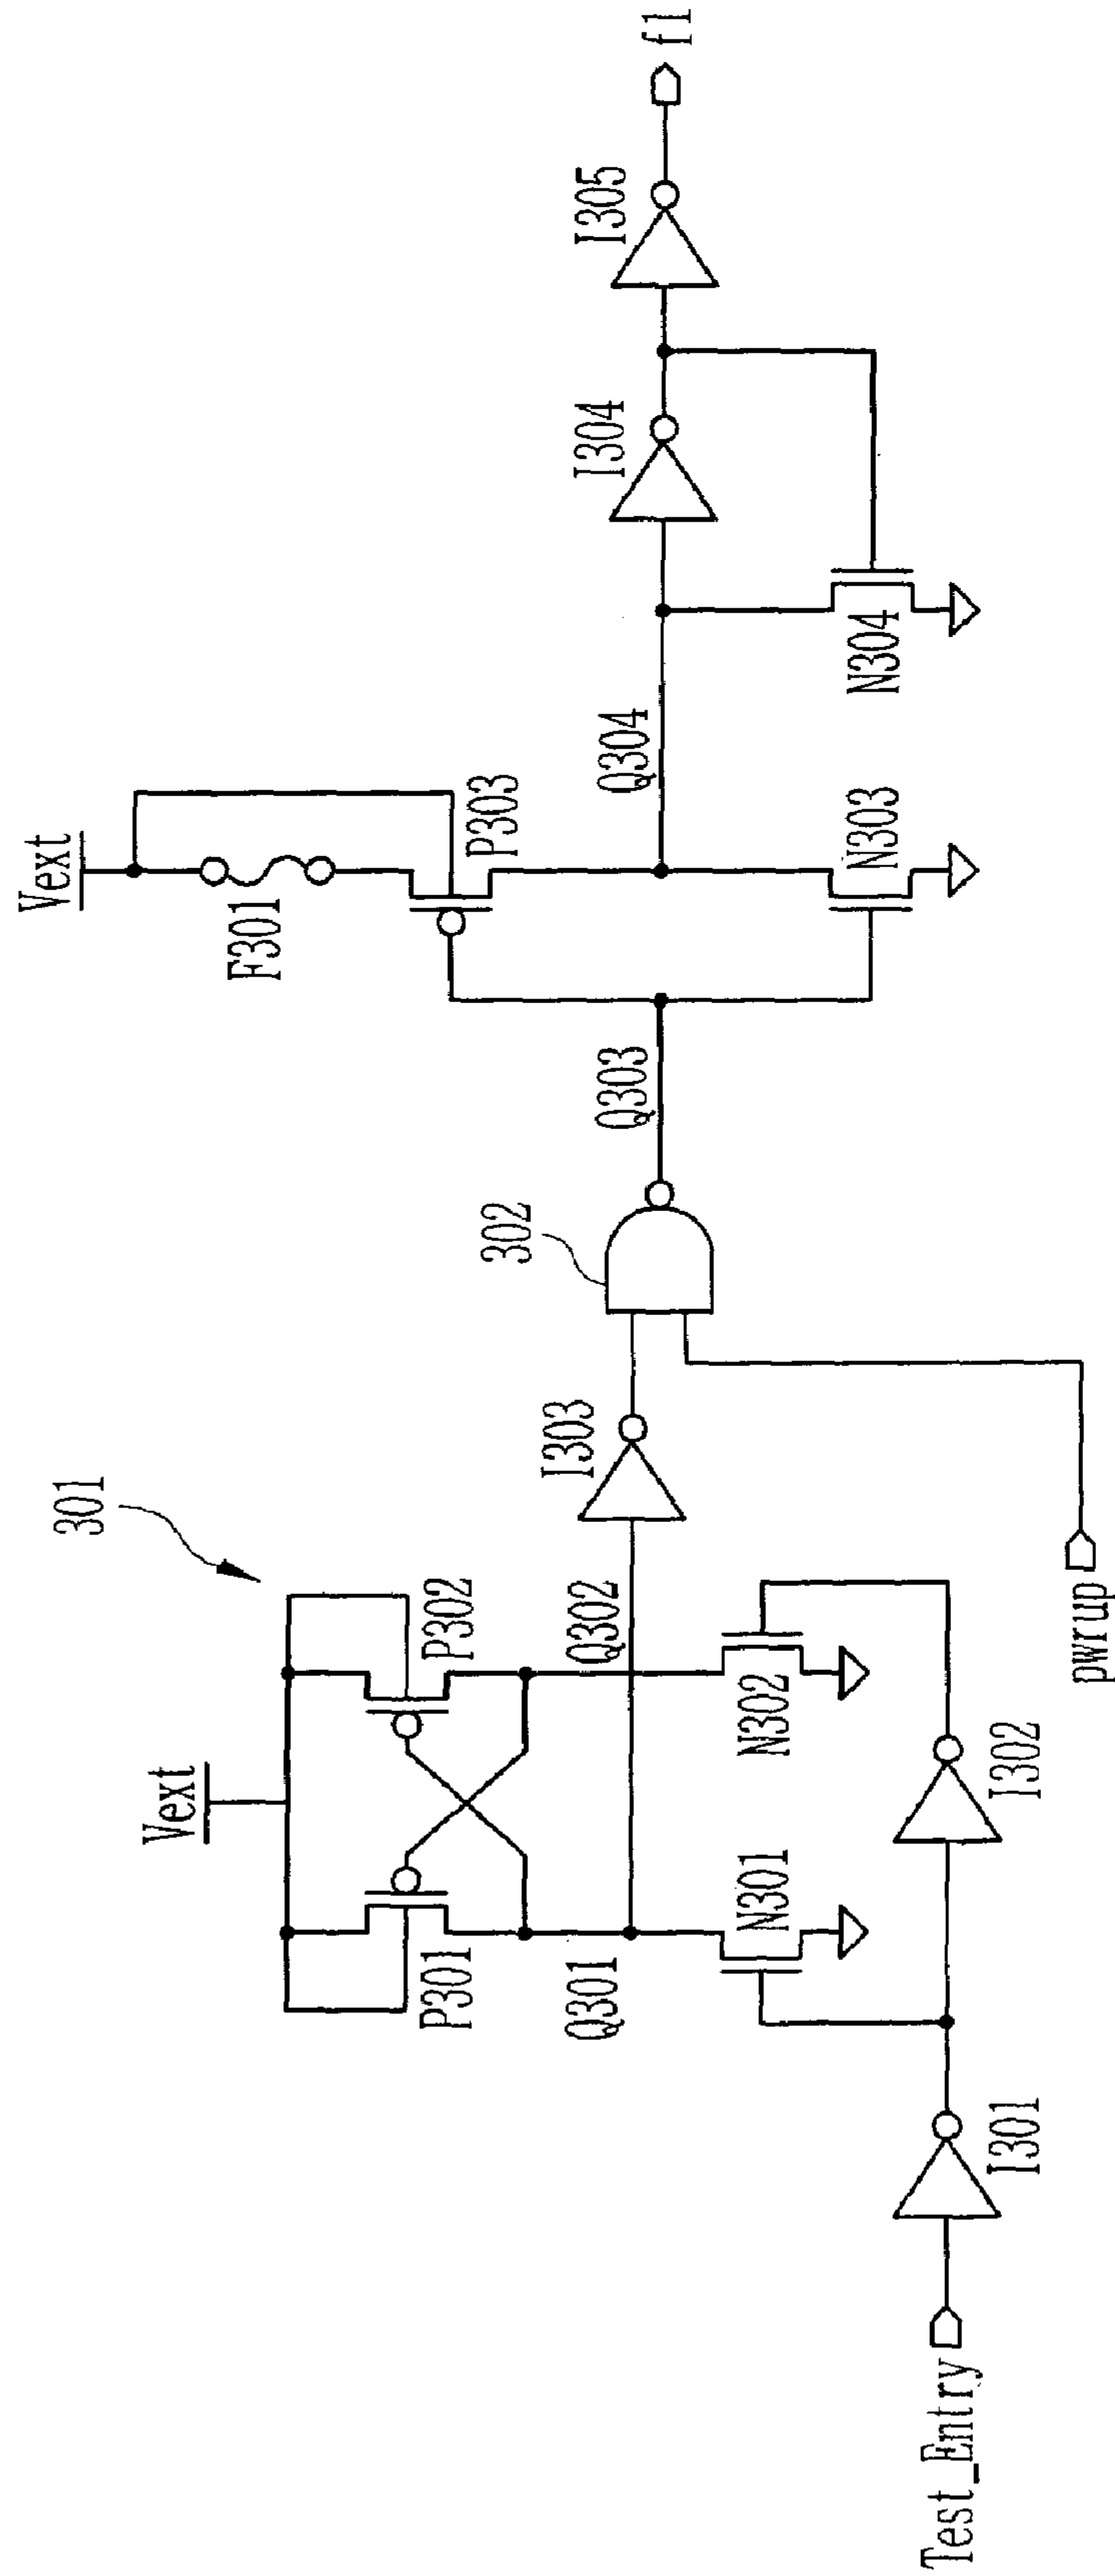 301
Vext
P301
P302
Q301
Q302
N301
N302
I301
I302
Test_Entry
I303
302
pwrup
Q303
Vext
F301
P303
Q304
N303
N304
I304
I305
f1